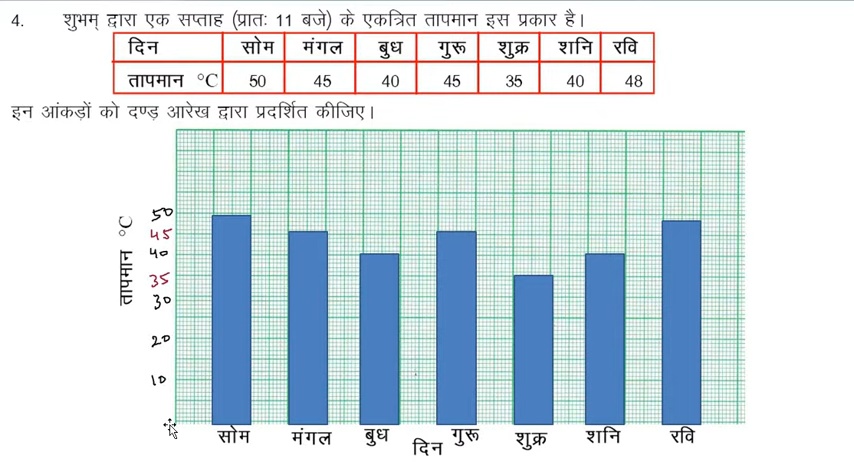 4. शुभम् द्वारा एक सप्ताह (प्रातः 11 बजे) के एकत्रित तापमान इस प्रकार है।
दिन सोम मंगल बुध गुरू शुक्र शनि रवि
तापमान °C 50 45 40 45 35 40 48
इन आंकड़ों को दण्ड़ आरेख द्वारा प्रदर्शित कीजिए।
तापमान °C
50
45
40
35
30
20
10
सोम मंगल बुध गुरू शुक्र शनि रवि
दिन